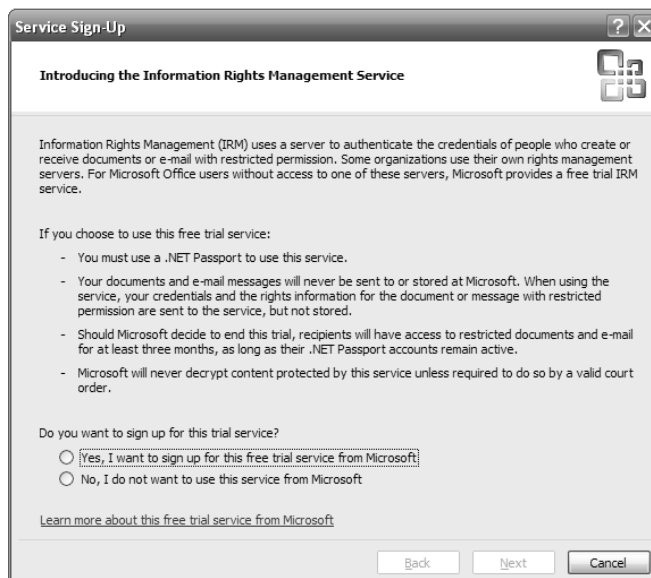 Service Sign-Up
Introducing the Information Rights Management Service
Information Rights Management (IRM) uses a server to authenticate the credentials of people who create or
receive documents or e-mail with restricted permission. Some organizations use their own rights management
servers. For Microsoft Office users without access to one of these servers, Microsoft provides a free trial IRM
service.
If you choose to use this free trial service:
- You must use a .NET Passport to use this service.
- Your documents and e-mail messages will never be sent to or stored at Microsoft. When using the
service, your credentials and the rights information for the document or message with restricted
permission are sent to the service, but not stored.
- Should Microsoft decide to end this trial, recipients will have access to restricted documents and e-mail
for at least three months, as long as their .NET Passport accounts remain active.
- Microsoft will never decrypt content protected by this service unless required to do so by a valid court
order.
Do you want to sign up for this trial service?
Yes, I want to sign up for this free trial service from Microsoft
No, I do not want to use this service from Microsoft
Learn more about this free trial service from Microsoft
Back Next Cancel